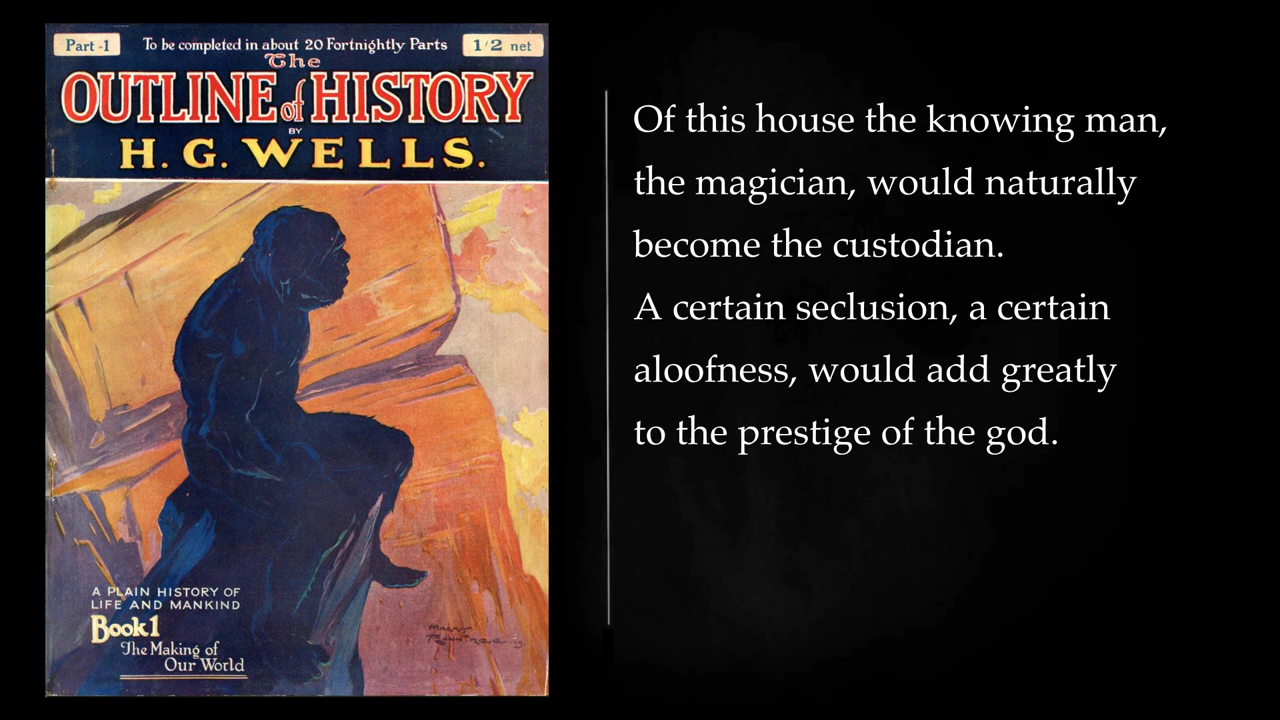 Part -1
To be completed in about 20 Fortnightly Parts
1/2 net
The
OUTLINE of HISTORY
BY
H. G. WELLS.
A PLAIN HISTORY OF
LIFE AND MANKIND
Book 1
The Making of
Our World
Of this house the knowing man,
the magician, would naturally
become the custodian.
A certain seclusion, a certain
aloofness, would add greatly
to the prestige of the god.